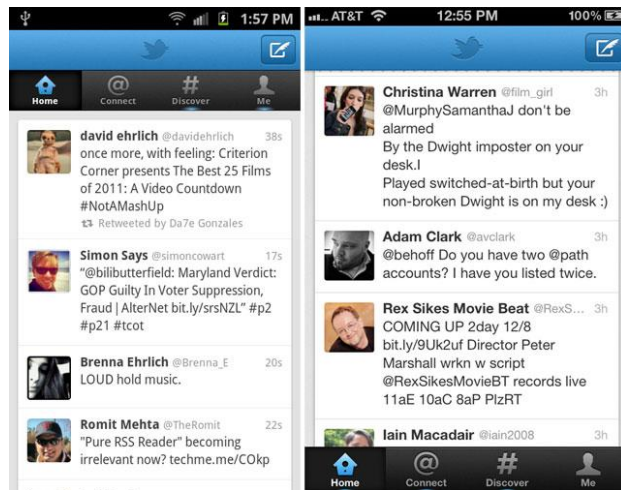 1:57 PM
Home
Connect
Discover
Me
david ehrlich @davidehrlich 38s
once more, with feeling: Criterion
Corner presents The Best 25 Films
of 2011: A Video Countdown
#NotAMashUp
Retweeted by Da7e Gonzales
Simon Says @simoncowart 17s
“@bilibutterfield: Maryland Verdict:
GOP Guilty In Voter Suppression,
Fraud | AlterNet bit.ly/srsNZL” #p2
#p21 #tcot
Brenna Ehrlich @Brenna_E 20s
LOUD hold music.
Romit Mehta @TheRomit 22s
"Pure RSS Reader" becoming
irrelevant now? techme.me/COkp
AT&T 12:55 PM 100%
Christina Warren @film_girl 3h
@MurphySamanthaJ don't be
alarmed
By the Dwight imposter on your
desk.I
Played switched-at-birth but your
non-broken Dwight is on my desk :)
Adam Clark @avclark 3h
@behoff Do you have two @path
accounts? I have you listed twice.
Rex Sikes Movie Beat @RexS... 3h
COMING UP 2day 12/8
bit.ly/9Uk2uf Director Peter
Marshall wrkn w script
@RexSikesMovieBT records live
11aE 10aC 8aP PlzRT
Iain Macadair @iain2008 3h
Home
Connect
Discover
Me